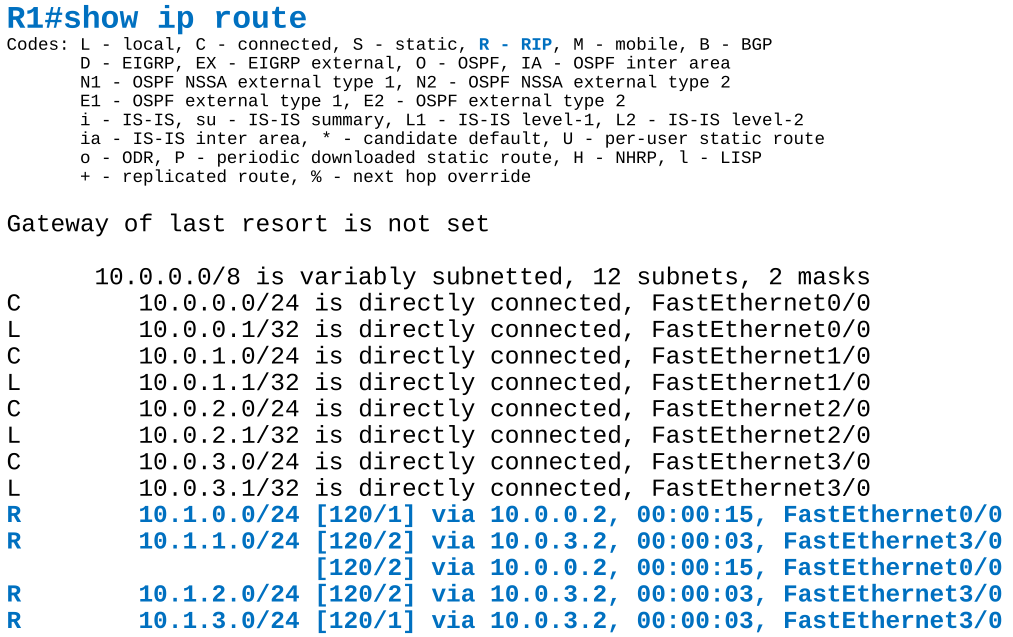 R1#show ip route
Codes: L - local, C - connected, S - static, R - RIP, M - mobile, B - BGP
D - EIGRP, EX - EIGRP external, O - OSPF, IA - OSPF inter area
N1 - OSPF NSSA external type 1, N2 - OSPF NSSA external type 2
E1 - OSPF external type 1, E2 - OSPF external type 2
i - IS-IS, su - IS-IS summary, L1 - IS-IS level-1, L2 - IS-IS level-2
ia - IS-IS inter area, * - candidate default, U - per-user static route
o - ODR, P - periodic downloaded static route, H - NHRP, l - LISP
+ - replicated route, % - next hop override
Gateway of last resort is not set
10.0.0.0/8 is variably subnetted, 12 subnets, 2 masks
C 10.0.0.0/24 is directly connected, FastEthernet0/0
L 10.0.0.1/32 is directly connected, FastEthernet0/0
C 10.0.1.0/24 is directly connected, FastEthernet1/0
L 10.0.1.1/32 is directly connected, FastEthernet1/0
C 10.0.2.0/24 is directly connected, FastEthernet2/0
L 10.0.2.1/32 is directly connected, FastEthernet2/0
C 10.0.3.0/24 is directly connected, FastEthernet3/0
L 10.0.3.1/32 is directly connected, FastEthernet3/0
R 10.1.0.0/24 [120/1] via 10.0.0.2, 00:00:15, FastEthernet0/0
R 10.1.1.0/24 [120/2] via 10.0.3.2, 00:00:03, FastEthernet3/0
[120/2] via 10.0.0.2, 00:00:15, FastEthernet0/0
R 10.1.2.0/24 [120/2] via 10.0.3.2, 00:00:03, FastEthernet3/0
R 10.1.3.0/24 [120/1] via 10.0.3.2, 00:00:03, FastEthernet3/0